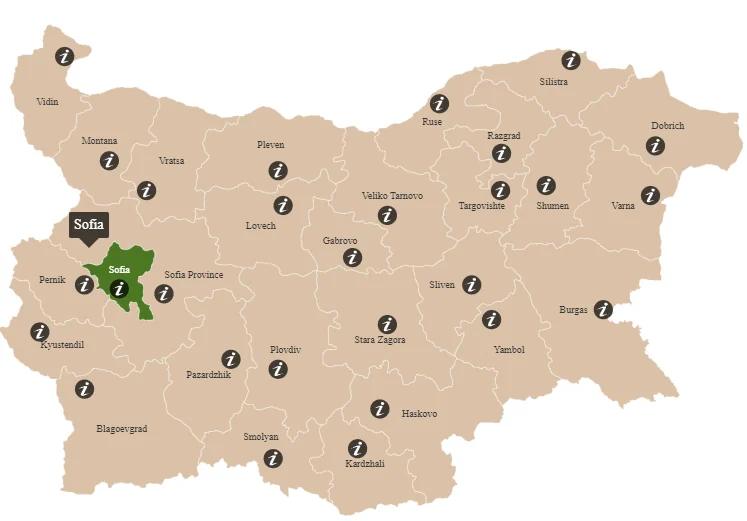 Silistra
Vidin
Dobrich
Ruse
Razgrad
Montana
Pleven
Vratsa
Veliko Tarnovo
Targovishte
Shumen
Varna
Sofia
Lovech
Gabrovo
Sofia
Pernik
Sofia Province
Sliven
Burgas
Kyustendil
Stara Zagora
Plovdiv
Yambol
Pazardzhik
Haskovo
Blagoevgrad
Smolyan
Kardzhali